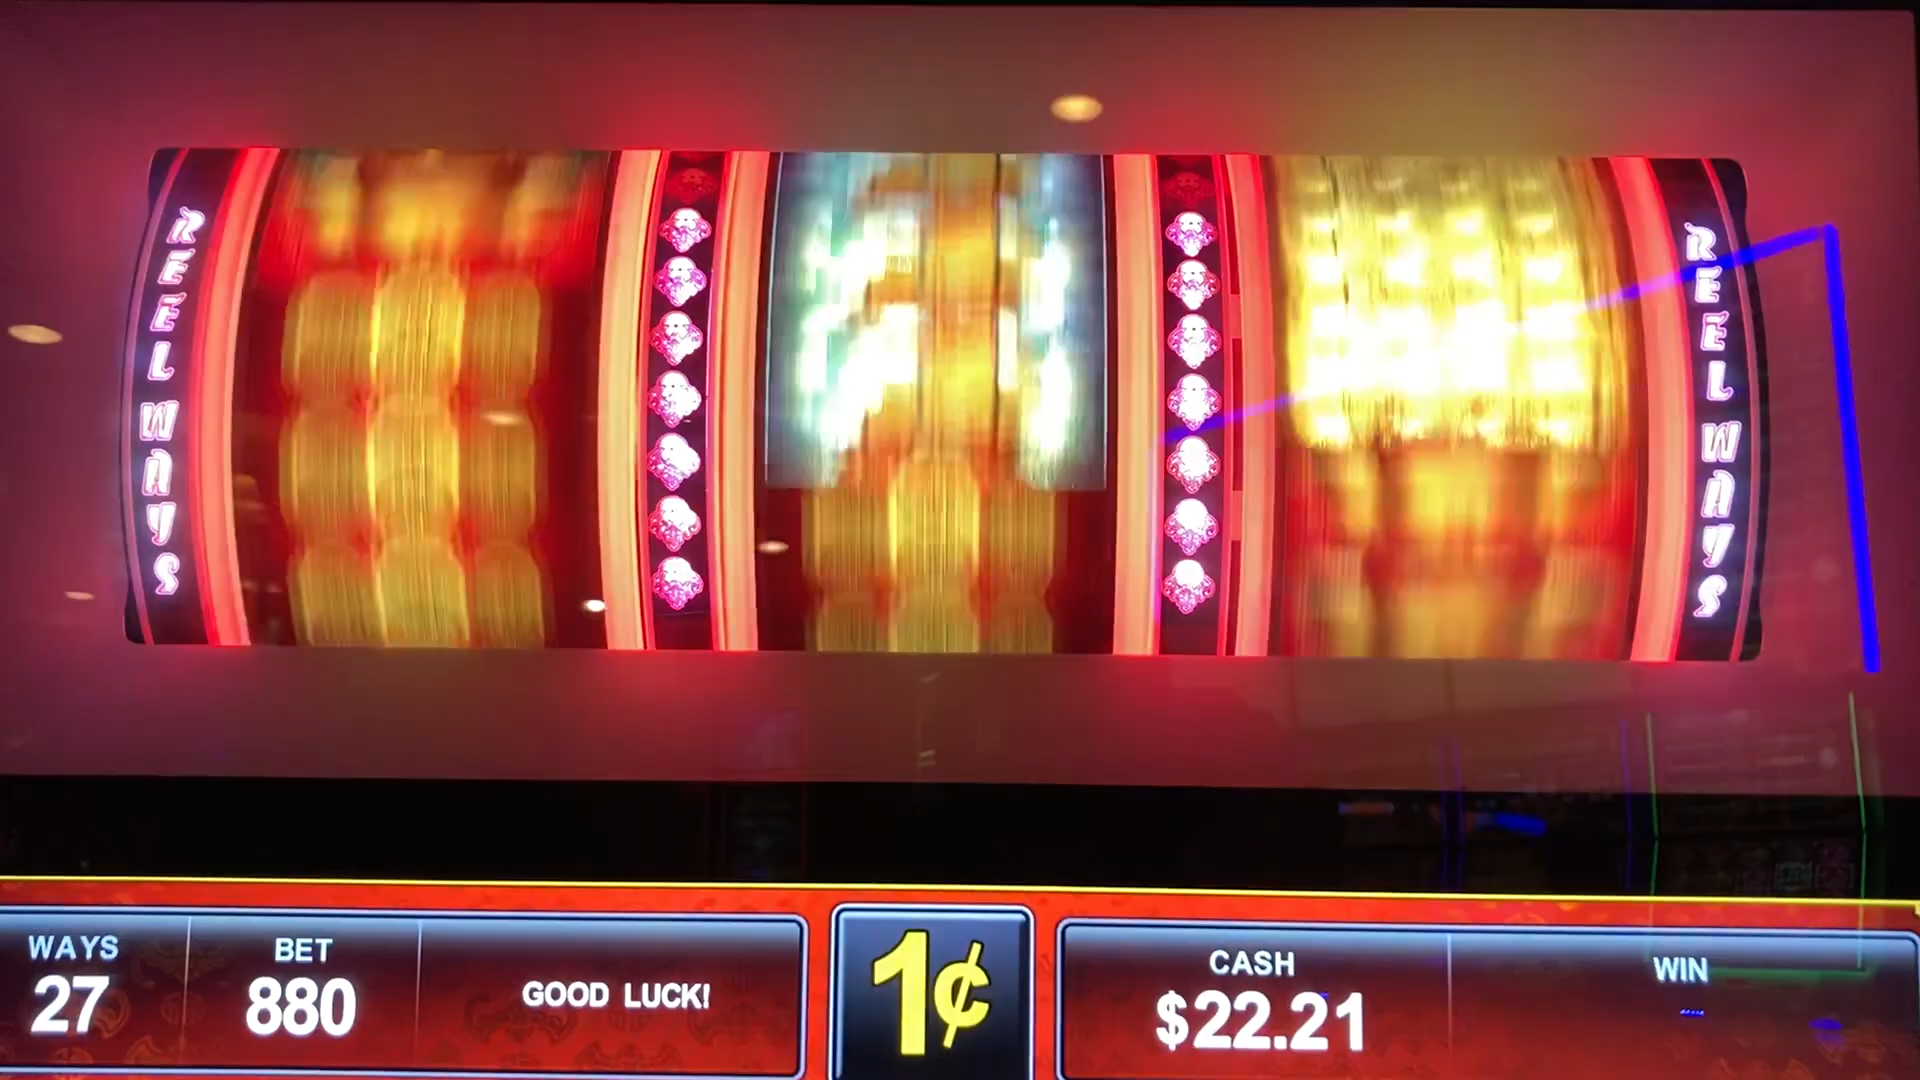 REEL WAYS
REEL WAYS
WAYS
27
BET
880
GOOD LUCK!
1¢
CASH
$22.21
WIN